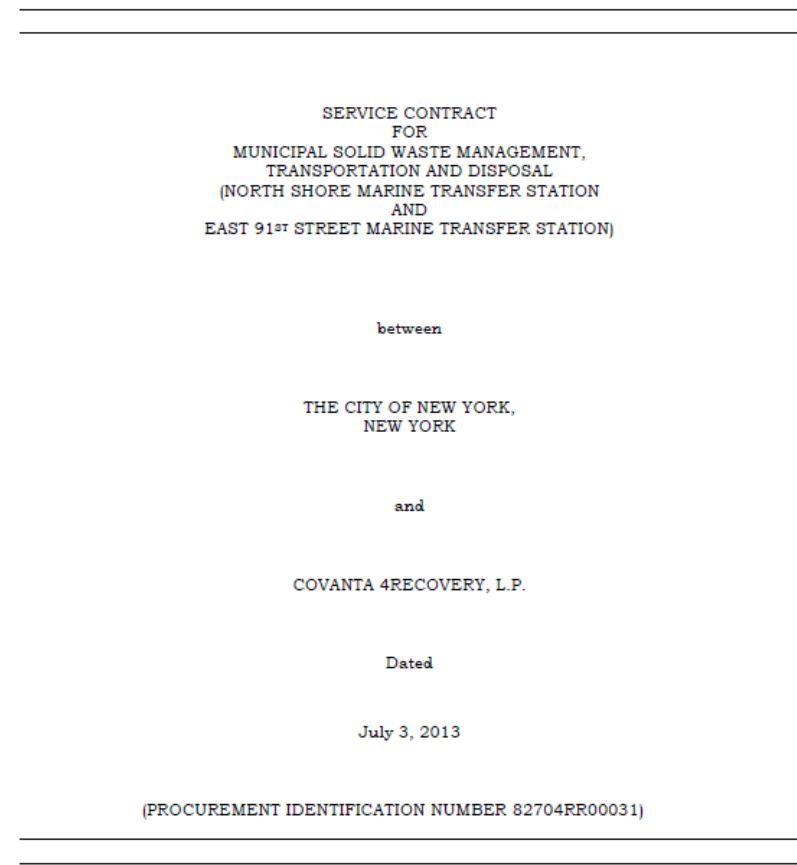 SERVICE CONTRACT
FOR
MUNICIPAL SOLID WASTE MANAGEMENT,
TRANSPORTATION AND DISPOSAL
(NORTH SHORE MARINE TRANSFER STATION
AND
EAST 91ST STREET MARINE TRANSFER STATION)
between
THE CITY OF NEW YORK,
NEW YORK
and
COVANTA 4RECOVERY, L.P.
Dated
July 3, 2013
(PROCUREMENT IDENTIFICATION NUMBER 82704RR00031)